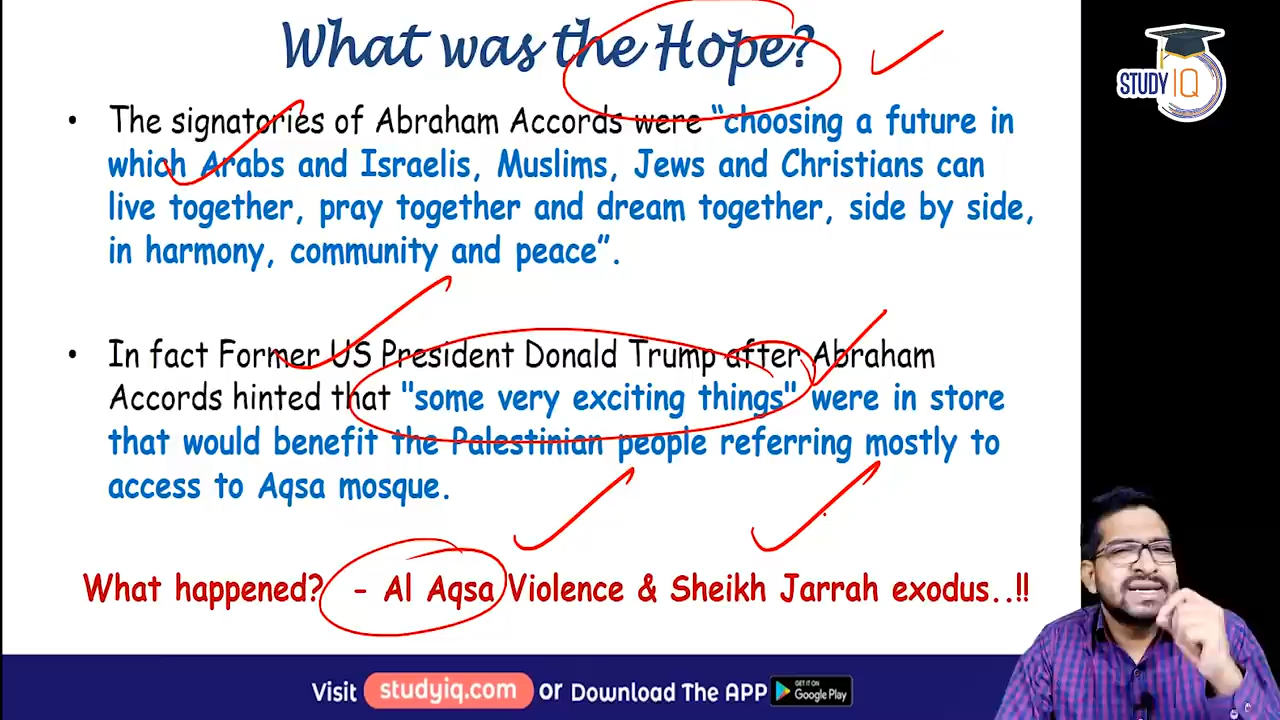 What was the Hope?
STUDY IQ
• The signatories of Abraham Accords were “choosing a future in
which Arabs and Israelis, Muslims, Jews and Christians can
live together, pray together and dream together, side by side,
in harmony, community and peace”.
• In fact Former US President Donald Trump after Abraham
Accords hinted that "some very exciting things" were in store
that would benefit the Palestinian people referring mostly to
access to Aqsa mosque.
What happened? - Al Aqsa Violence & Sheikh Jarrah exodus..!!
Visit studyiq.com or Download The APP GET IT ON Google Play